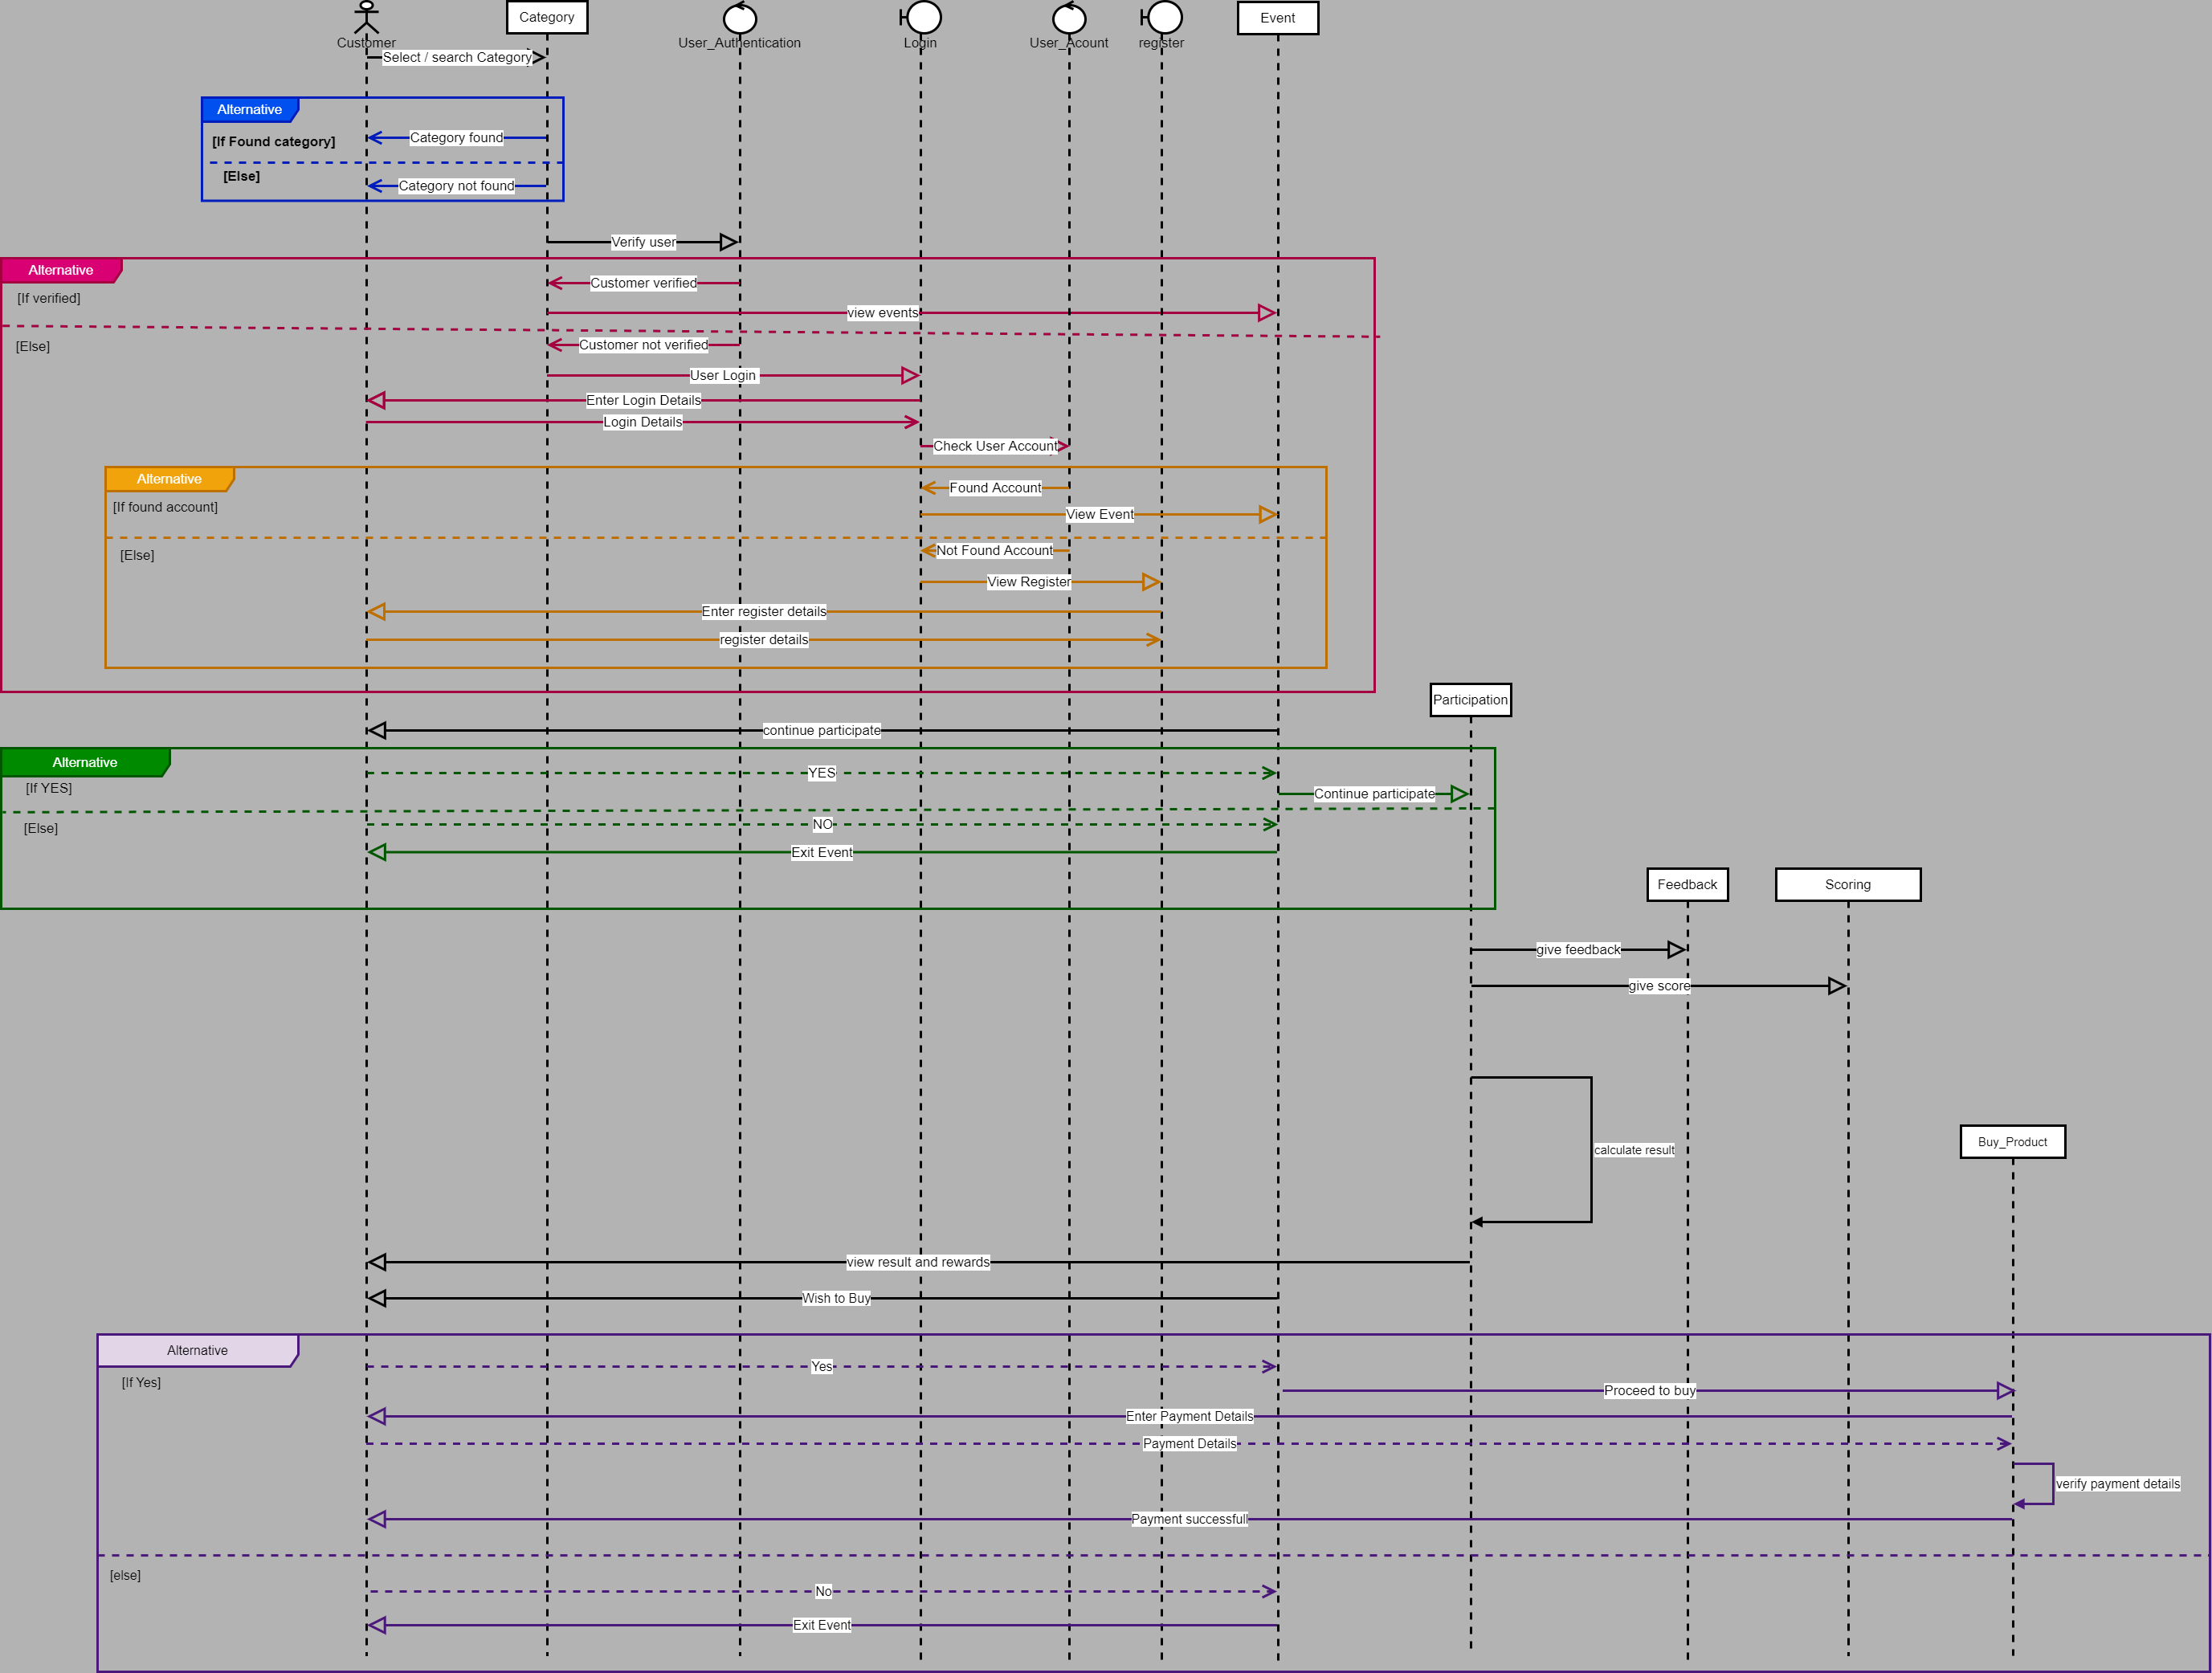 Category
Event
Customer
User_Authentication
Login
User_Acount
register
Select / search Category
Alternative
[If Found category]
Category found
[Else]
Category not found
Verify user
Alternative
[If verified]
Customer verified
view events
[Else]
Customer not verified
User Login
Enter Login Details
Login Details
Check User Account
Alternative
[If found account]
Found Account
View Event
[Else]
Not Found Account
View Register
Enter register details
register details
Participation
continue participate
Alternative
[If YES]
YES
Continue participate
[Else]
NO
Exit Event
Feedback
Scoring
give feedback
give score
Buy_Product
calculate result
view result and rewards
Wish to Buy
Alternative
[If Yes]
Yes
Proceed to buy
Enter Payment Details
Payment Details
verify payment details
Payment successfull
[else]
No
Exit Event